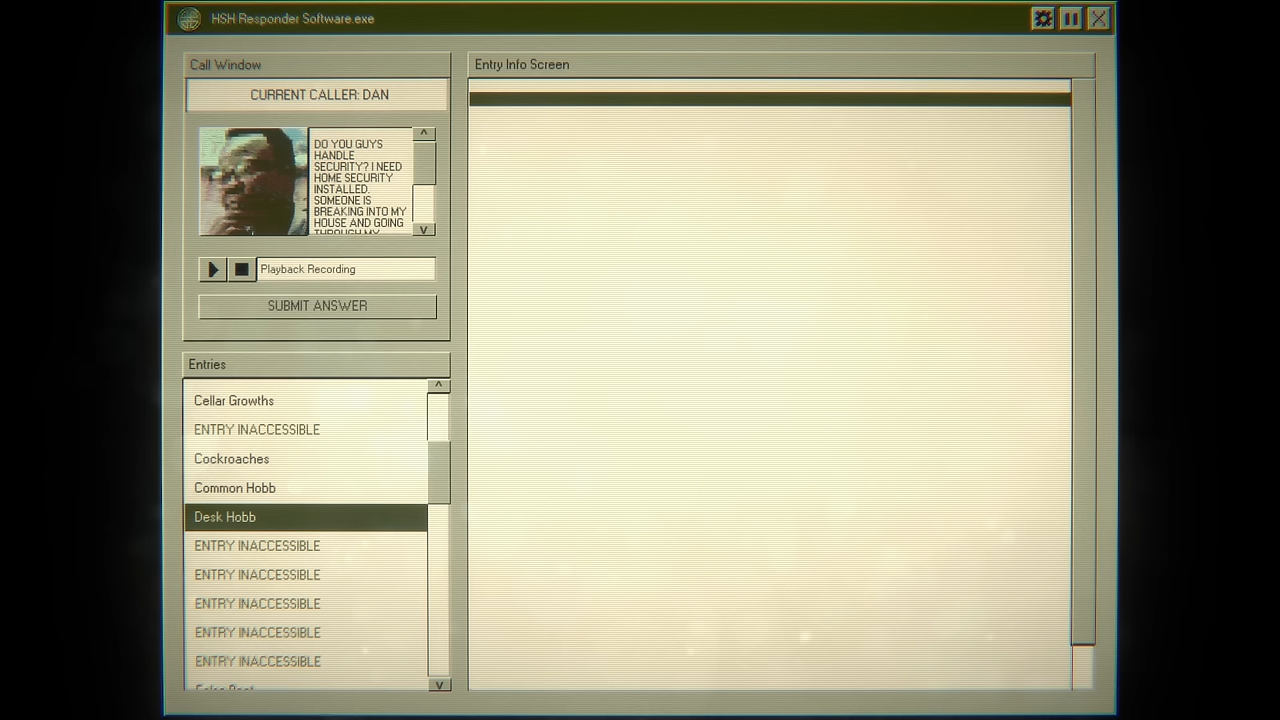 HSH Responder Software.exe
Call Window
CURRENT CALLER: DAN
DO YOU GUYS
HANDLE
SECURITY? I NEED
HOME SECURITY
INSTALLED.
SOMEONE IS
BREAKING INTO MY
HOUSE AND GOING
THROUGH MY
Playback Recording
SUBMIT ANSWER
Entries
Cellar Growths
ENTRY INACCESSIBLE
Cockroaches
Common Hobb
Desk Hobb
ENTRY INACCESSIBLE
ENTRY INACCESSIBLE
ENTRY INACCESSIBLE
ENTRY INACCESSIBLE
ENTRY INACCESSIBLE
Entry Info Screen